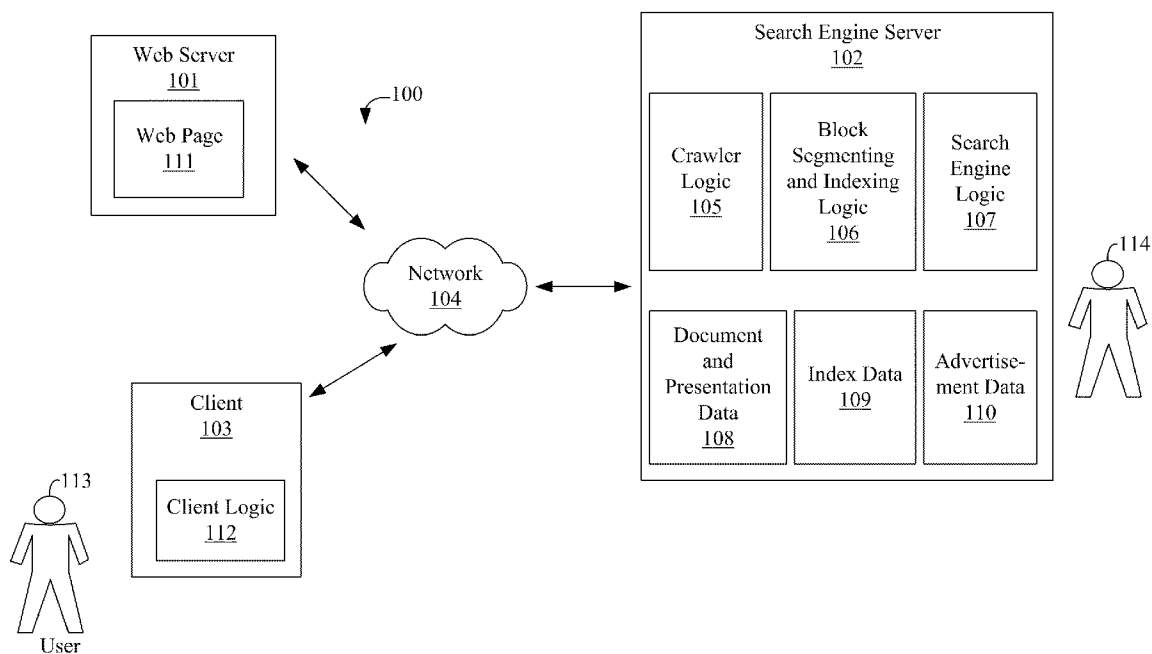 Web Server
101
Web Page
111
100
Search Engine Server
102
Crawler
Logic
105
Block
Segmenting
and Indexing
Logic
106
Search
Engine
Logic
107
114
Network
104
Document
and
Presentation
Data
108
Index Data
109
Advertise-
ment Data
110
Client
103
Client Logic
112
113
User